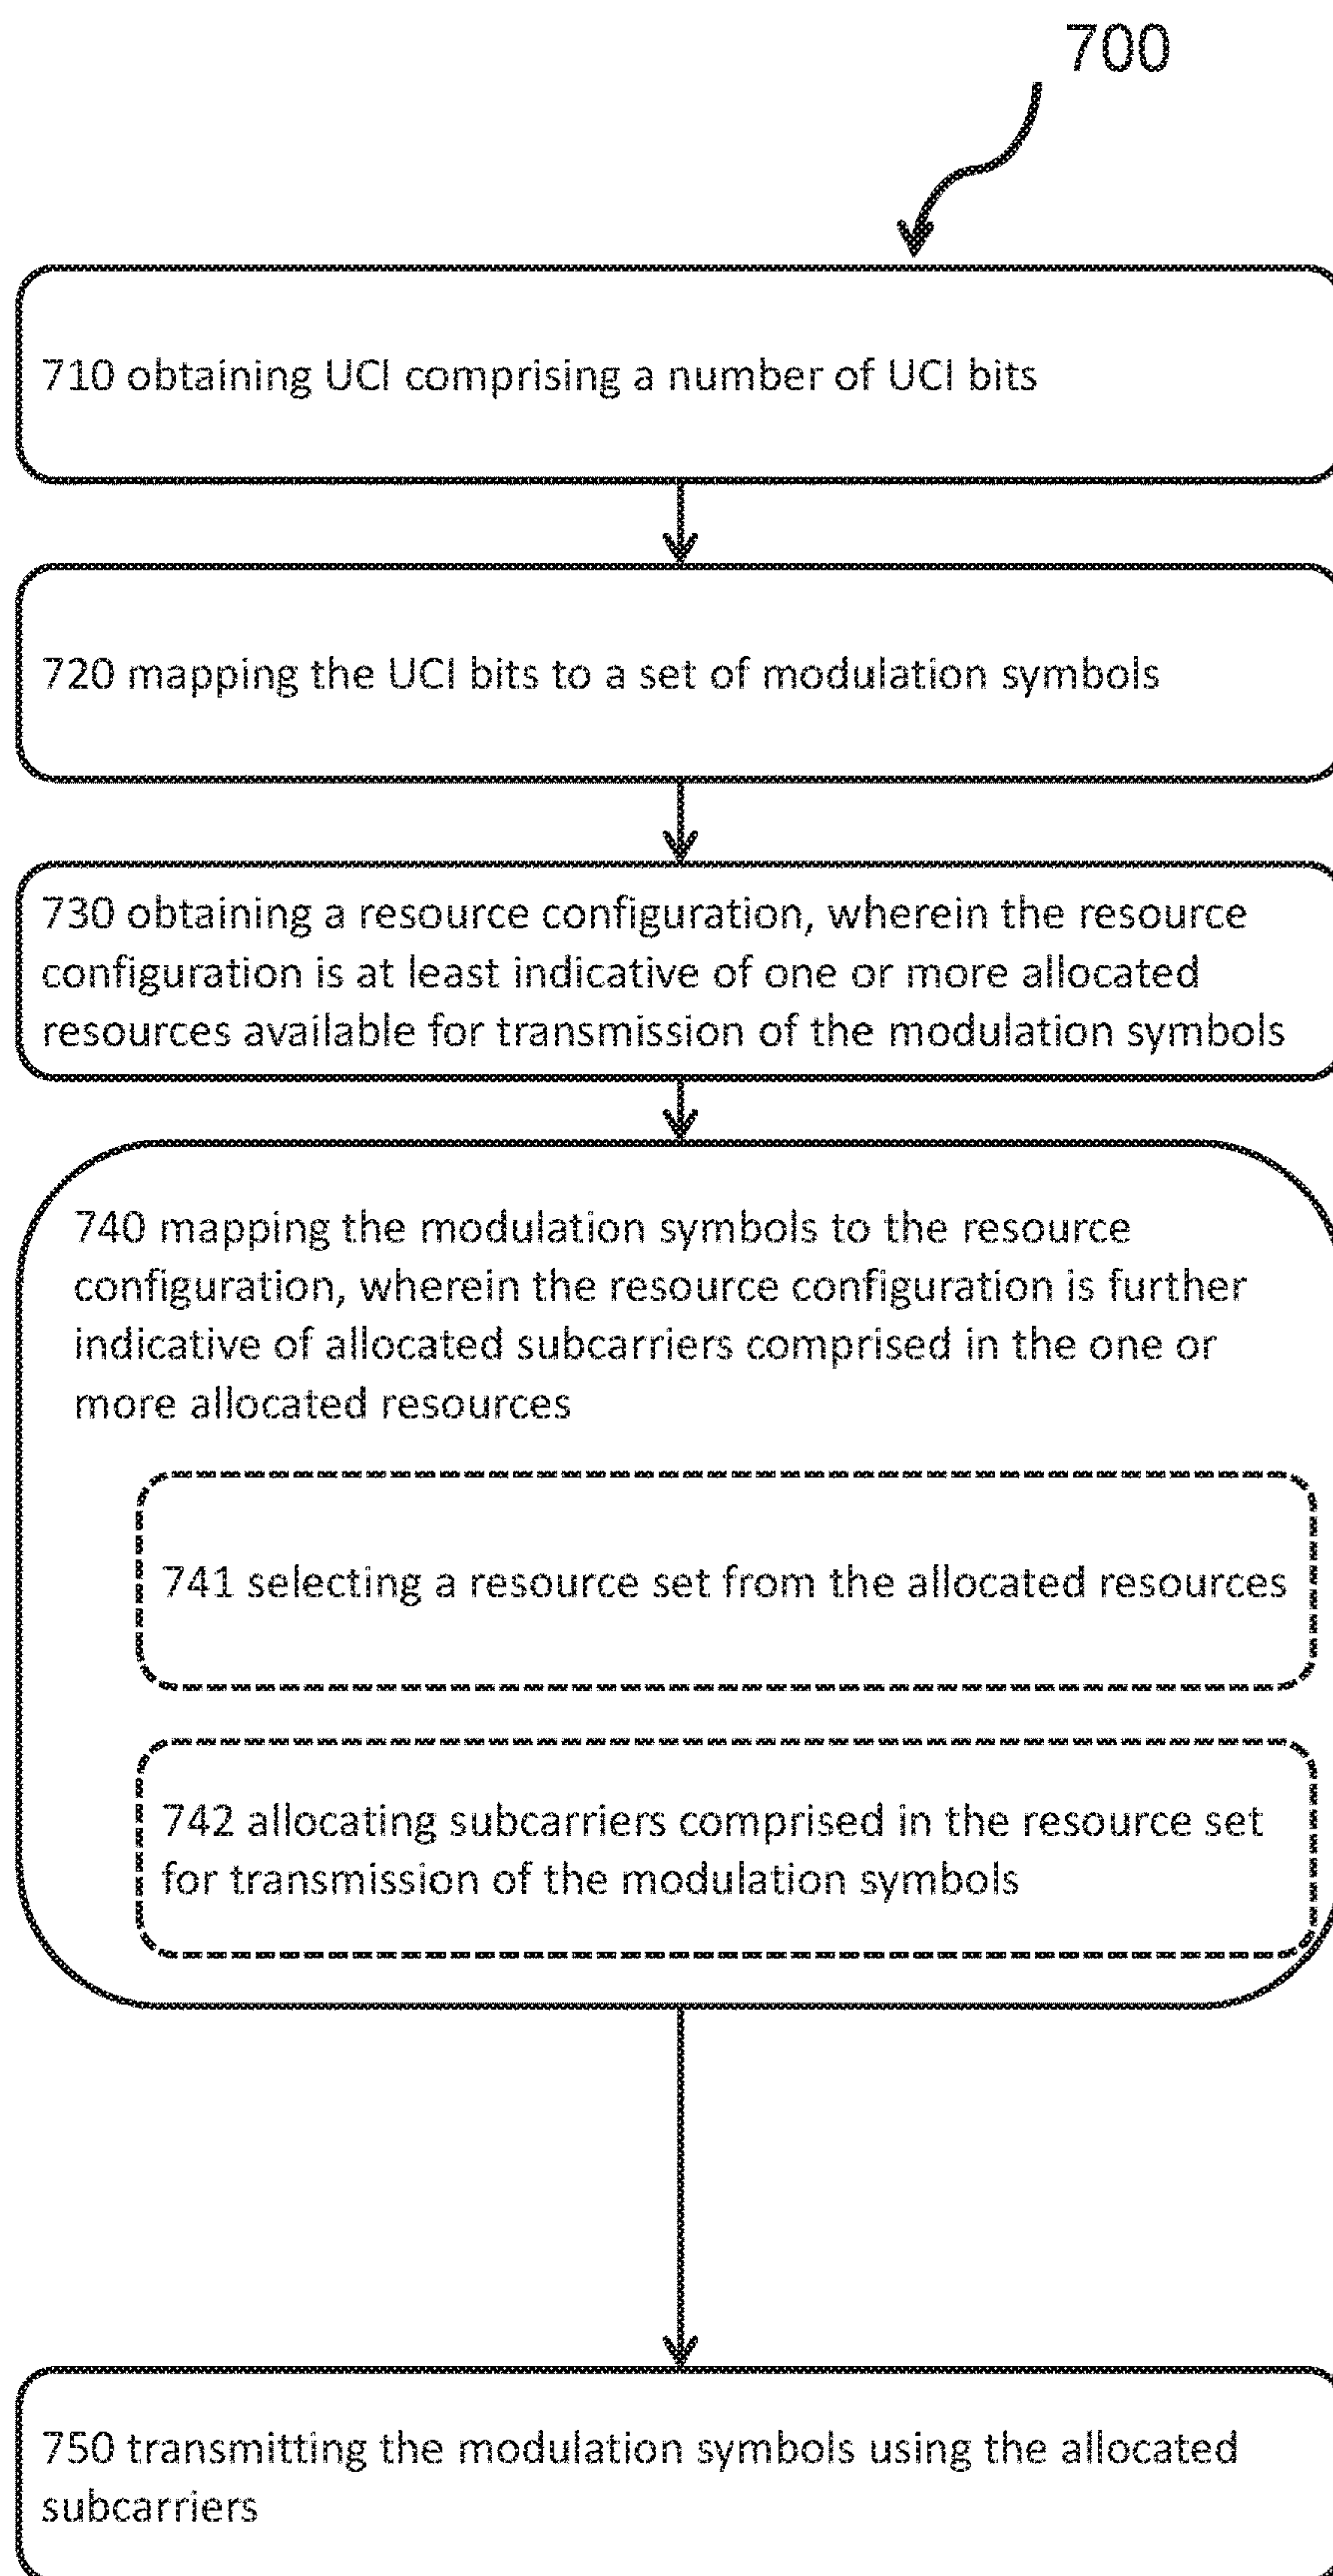 700
710 obtaining UCI comprising a number of UCI bits
720 mapping the UCI bits to a set of modulation symbols
730 obtaining a resource configuration, wherein the resource
configuration is at least indicative of one or more allocated
resources available for transmission of the modulation symbols
740 mapping the modulation symbols to the resource
configuration, wherein the resource configuration is further
indicative of allocated subcarriers comprised in the one or
more allocated resources
741 selecting a resource set from the allocated resources
742 allocating subcarriers comprised in the resource set
for transmission of the modulation symbols
750 transmitting the modulation symbols using the allocated
subcarriers